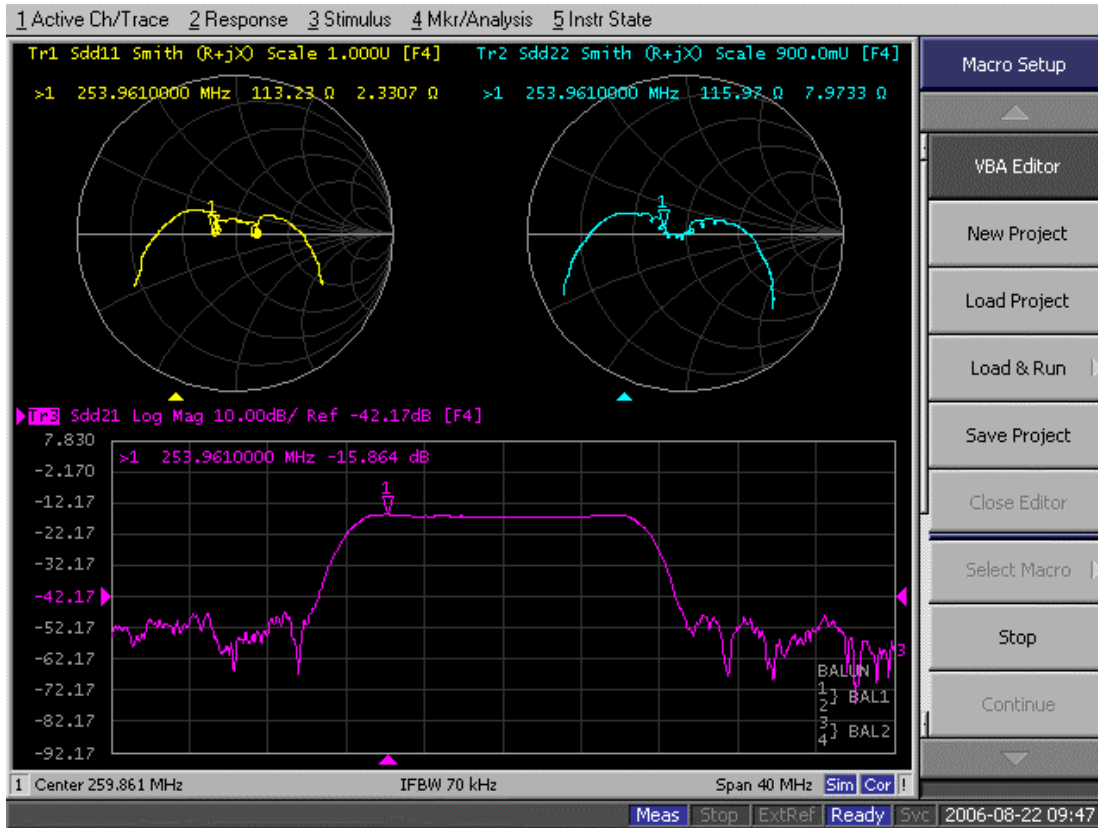 1 Active Ch/Trace 2 Response 3 Stimulus 4 Mkr/Analysis 5 Instr State
Tr1 Sdd11 Smith (R+jX) Scale 1.000U [F4]
>1 253.9610000 MHz 113.23 Ω 2.3307 Ω
1
Tr2 Sdd22 Smith (R+jX) Scale 900.0mU [F4]
>1 253.9610000 MHz 115.97 Ω 7.9733 Ω
1
Tr3 Sdd21 Log Mag 10.00dB/ Ref -42.17dB [F4]
>1 253.9610000 MHz -15.864 dB
1
7.830
-2.170
-12.17
-22.17
-32.17
-42.17
-52.17
-62.17
-72.17
-82.17
-92.17
3
BALUN
1
2} BAL1
3
4} BAL2
1 Center 259.861 MHz IFBW 70 kHz Span 40 MHz Sim Cor !
Meas Stop ExtRef Ready Svc 2006-08-22 09:47
Macro Setup
VBA Editor
New Project
Load Project
Load & Run
Save Project
Close Editor
Select Macro
Stop
Continue